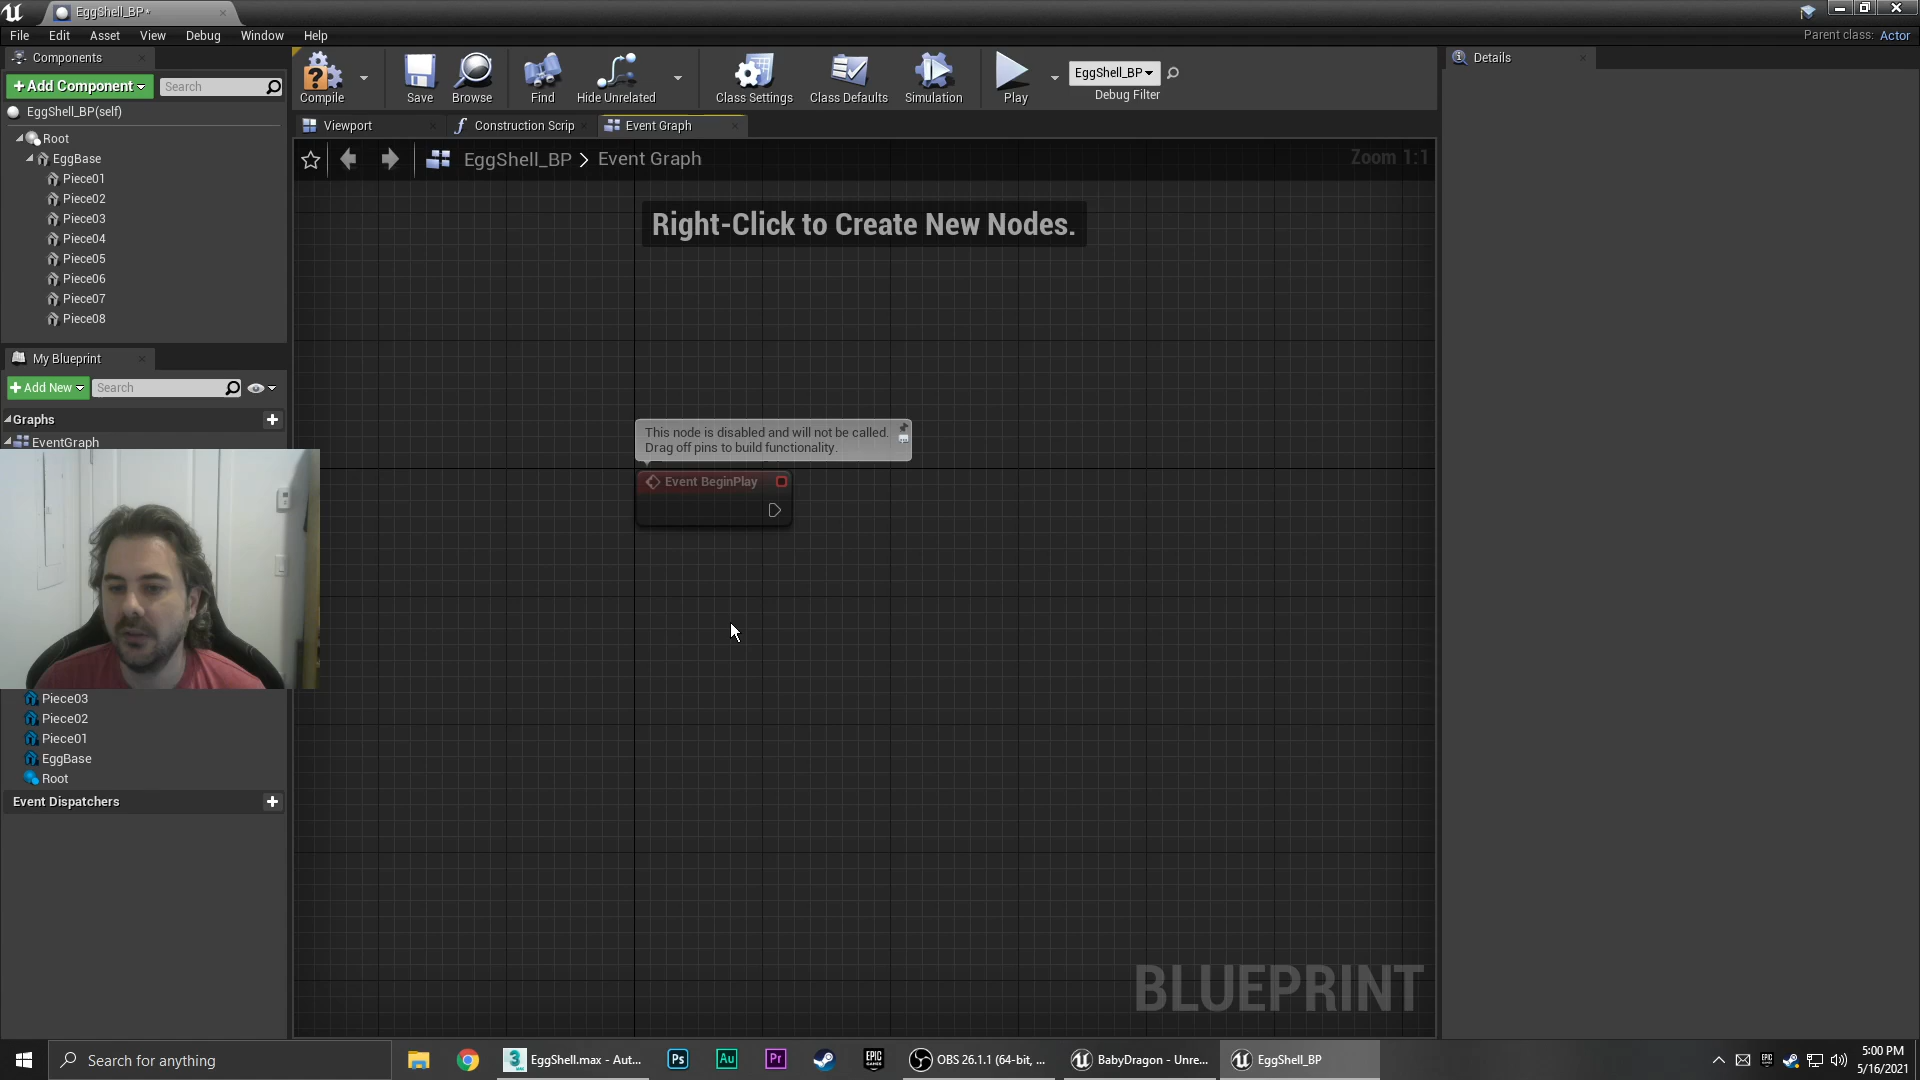 EggShell_BP*
File Edit Asset View Debug Window Help
Parent class: Actor
Components
+Add Component
Search
EggShell_BP(self)
Root
EggBase
Piece01
Piece02
Piece03
Piece04
Piece05
Piece06
Piece07
Piece08
Compile
Save
Browse
Find
Hide Unrelated
Class Settings
Class Defaults
Simulation
Play
EggShell_BP
Debug Filter
Details
Viewport
Construction Scrip
Event Graph
EggShell_BP > Event Graph
Zoom 1:1
Right-Click to Create New Nodes.
This node is disabled and will not be called.
Drag off pins to build functionality.
Event BeginPlay
BLUEPRINT
My Blueprint
+Add New
Search
Graphs
EventGraph
Piece03
Piece02
Piece01
EggBase
Root
Event Dispatchers
Search for anything
EggShell.max - Aut...
Ps
Au
Pr
EPIC GAMES
OBS 26.1.1 (64-bit, ...
BabyDragon - Unre...
EggShell_BP
5:00 PM
5/16/2021